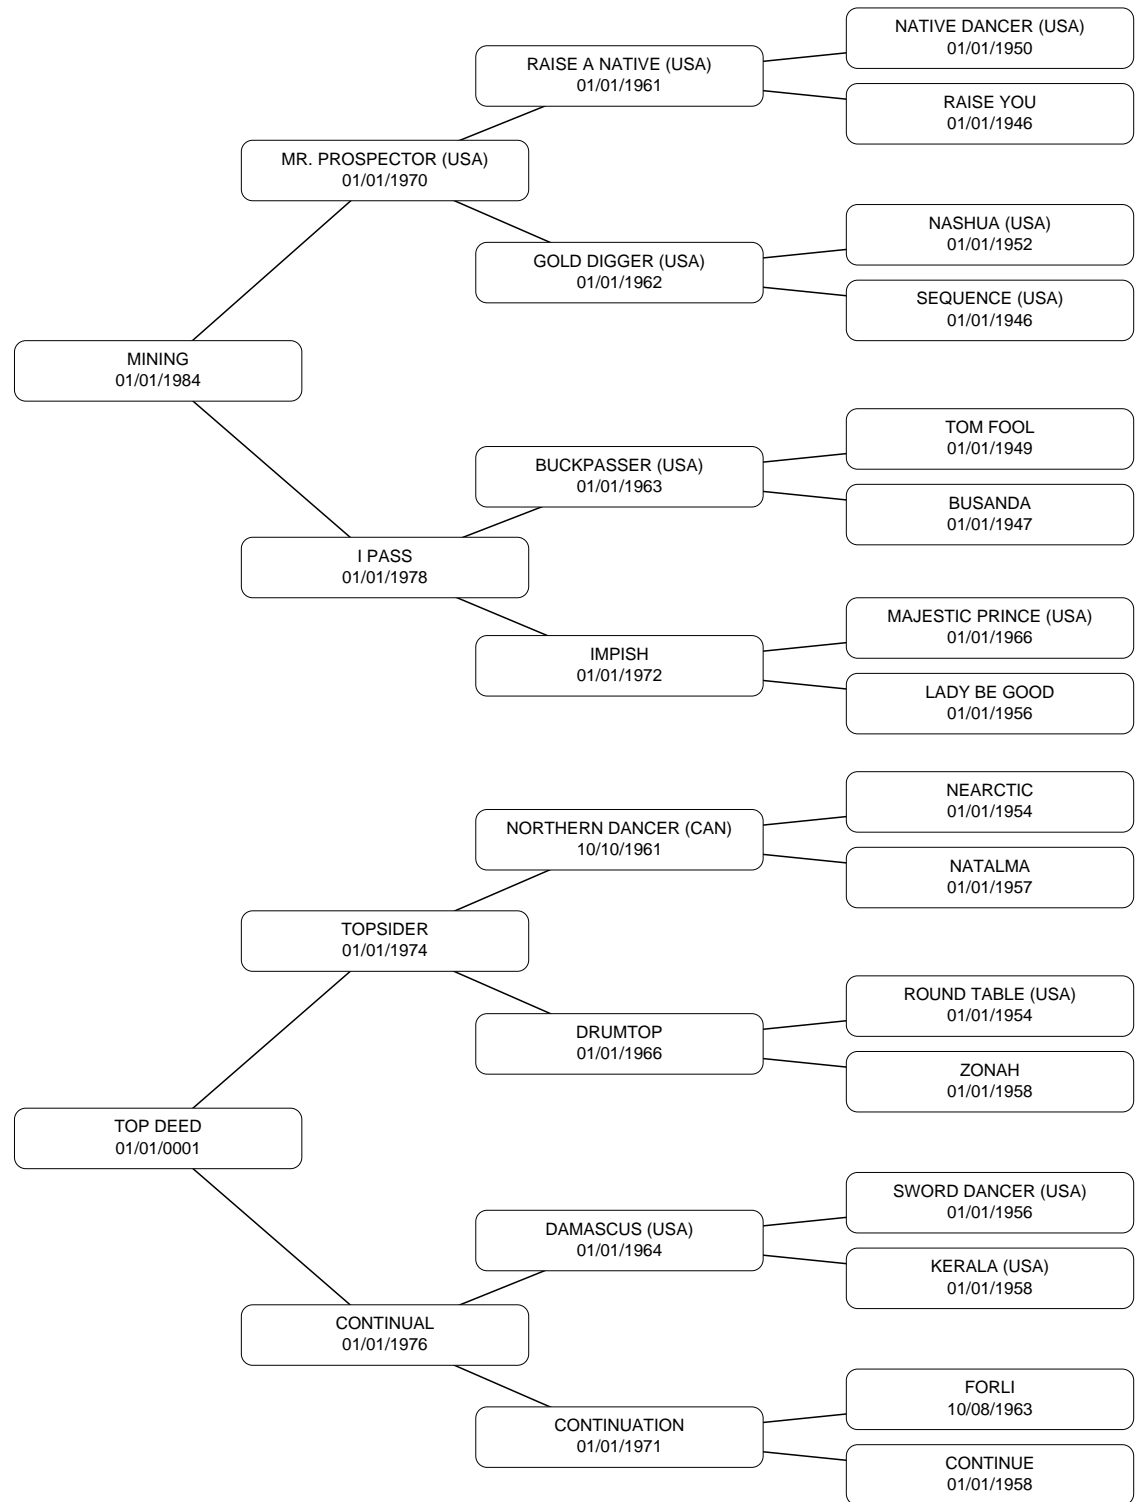 NATIVE DANCER (USA)
01/01/1950
RAISE A NATIVE (USA)
01/01/1961
RAISE YOU
01/01/1946
MR. PROSPECTOR (USA)
01/01/1970
NASHUA (USA)
01/01/1952
GOLD DIGGER (USA)
01/01/1962
SEQUENCE (USA)
01/01/1946
MINING
01/01/1984
TOM FOOL
01/01/1949
BUCKPASSER (USA)
01/01/1963
BUSANDA
01/01/1947
I PASS
01/01/1978
MAJESTIC PRINCE (USA)
01/01/1966
IMPISH
01/01/1972
LADY BE GOOD
01/01/1956
NEARCTIC
01/01/1954
NORTHERN DANCER (CAN)
10/10/1961
NATALMA
01/01/1957
TOPSIDER
01/01/1974
ROUND TABLE (USA)
01/01/1954
DRUMTOP
01/01/1966
ZONAH
01/01/1958
TOP DEED
01/01/0001
SWORD DANCER (USA)
01/01/1956
DAMASCUS (USA)
01/01/1964
KERALA (USA)
01/01/1958
CONTINUAL
01/01/1976
FORLI
10/08/1963
CONTINUATION
01/01/1971
CONTINUE
01/01/1958